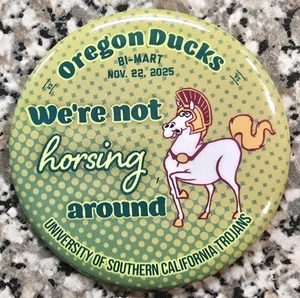 Oregon Ducks
BI-MART
NOV. 22, 2025
We're not
horsing
around
UNIVERSITY OF SOUTHERN CALIFORNIA TROJANS